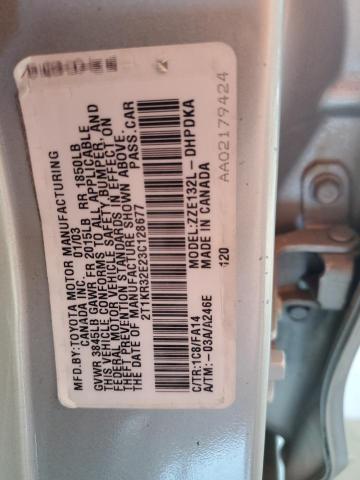 MFD.BY:TOYOTA MOTOR MANUFACTURING
CANADA INC. 01/03
GVWR 3845LB GAWR FR 2015LB RR 1850LB
THIS VEHICLE CONFORMS TO ALL APPLICABLE
FEDERAL MOTOR VEHICLE SAFETY, BUMPER, AND
THEFT PREVENTION STANDARDS IN EFFECT ON
THE DATE OF MANUFACTURE SHOWN ABOVE.
2T1KR32E23C128677 PASS.CAR
C/TR:1C8/FA14 MODEL:ZZE132L-
A/TM:-03A/A246E DHPDKA
MADE IN CANADA
120
AA02179424